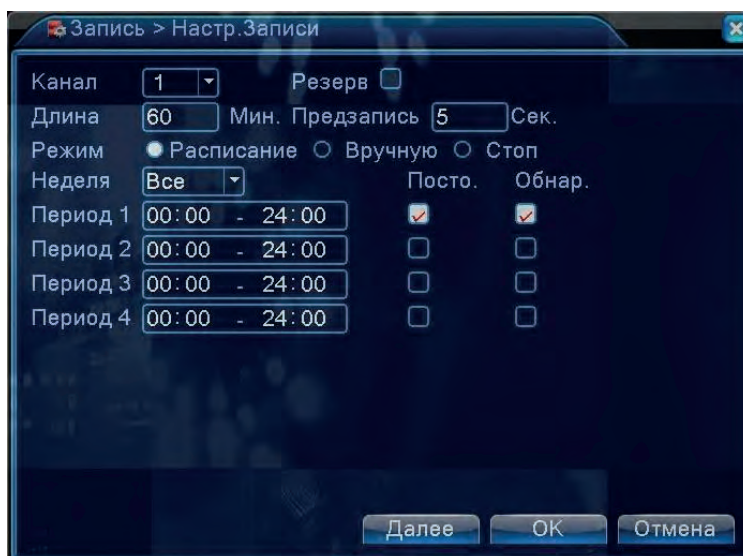 Запись > Настр.Записи
Канал 1 Резерв
Длина 60 Мин. Предзапись 5 Сек.
Режим Расписание Вручную Стоп
Неделя Все Посто. Обнар.
Период 1 00:00 - 24:00
Период 2 00:00 - 24:00
Период 3 00:00 - 24:00
Период 4 00:00 - 24:00
Далее OK Отмена